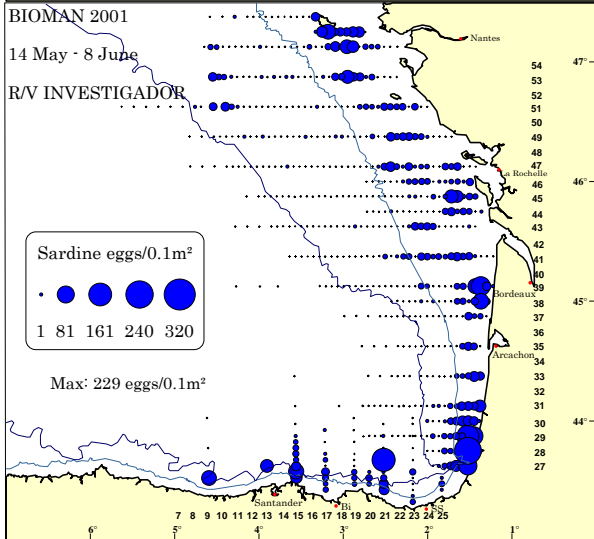 BIOMAN 2001
14 May - 8 June
R/V INVESTIGADOR
Nantes
47°
54
53
52
51
50
49
48
47
La Rochelle
46
46°
45
44
43
42
41
40
39
Bordeaux
38
45°
37
36
35
Arcachon
34
33
32
31
30
44°
29
28
27
Sardine eggs/0.1m²
1 81 161 240 320
Max: 229 eggs/0.1m²
Santander
Bi
SS
7 8 9 10 11 12 13 14 15 16 17 18 19 20 21 22 23 24 25
6° 5° 4° 3° 2° 1°